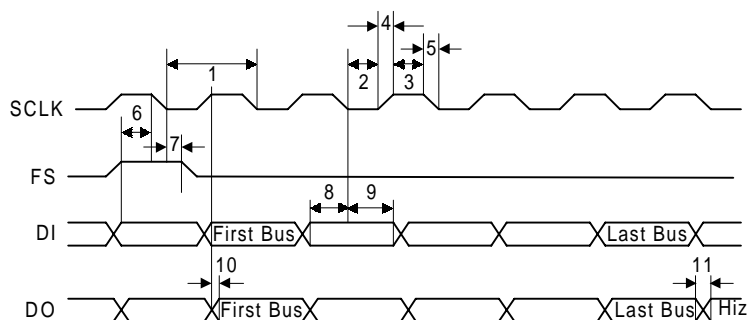 4
5
1
2
3
SCLK
6
7
FS
8
9
DI
First Bus
Last Bus
10
11
DO
First Bus
Last Bus
Hiz